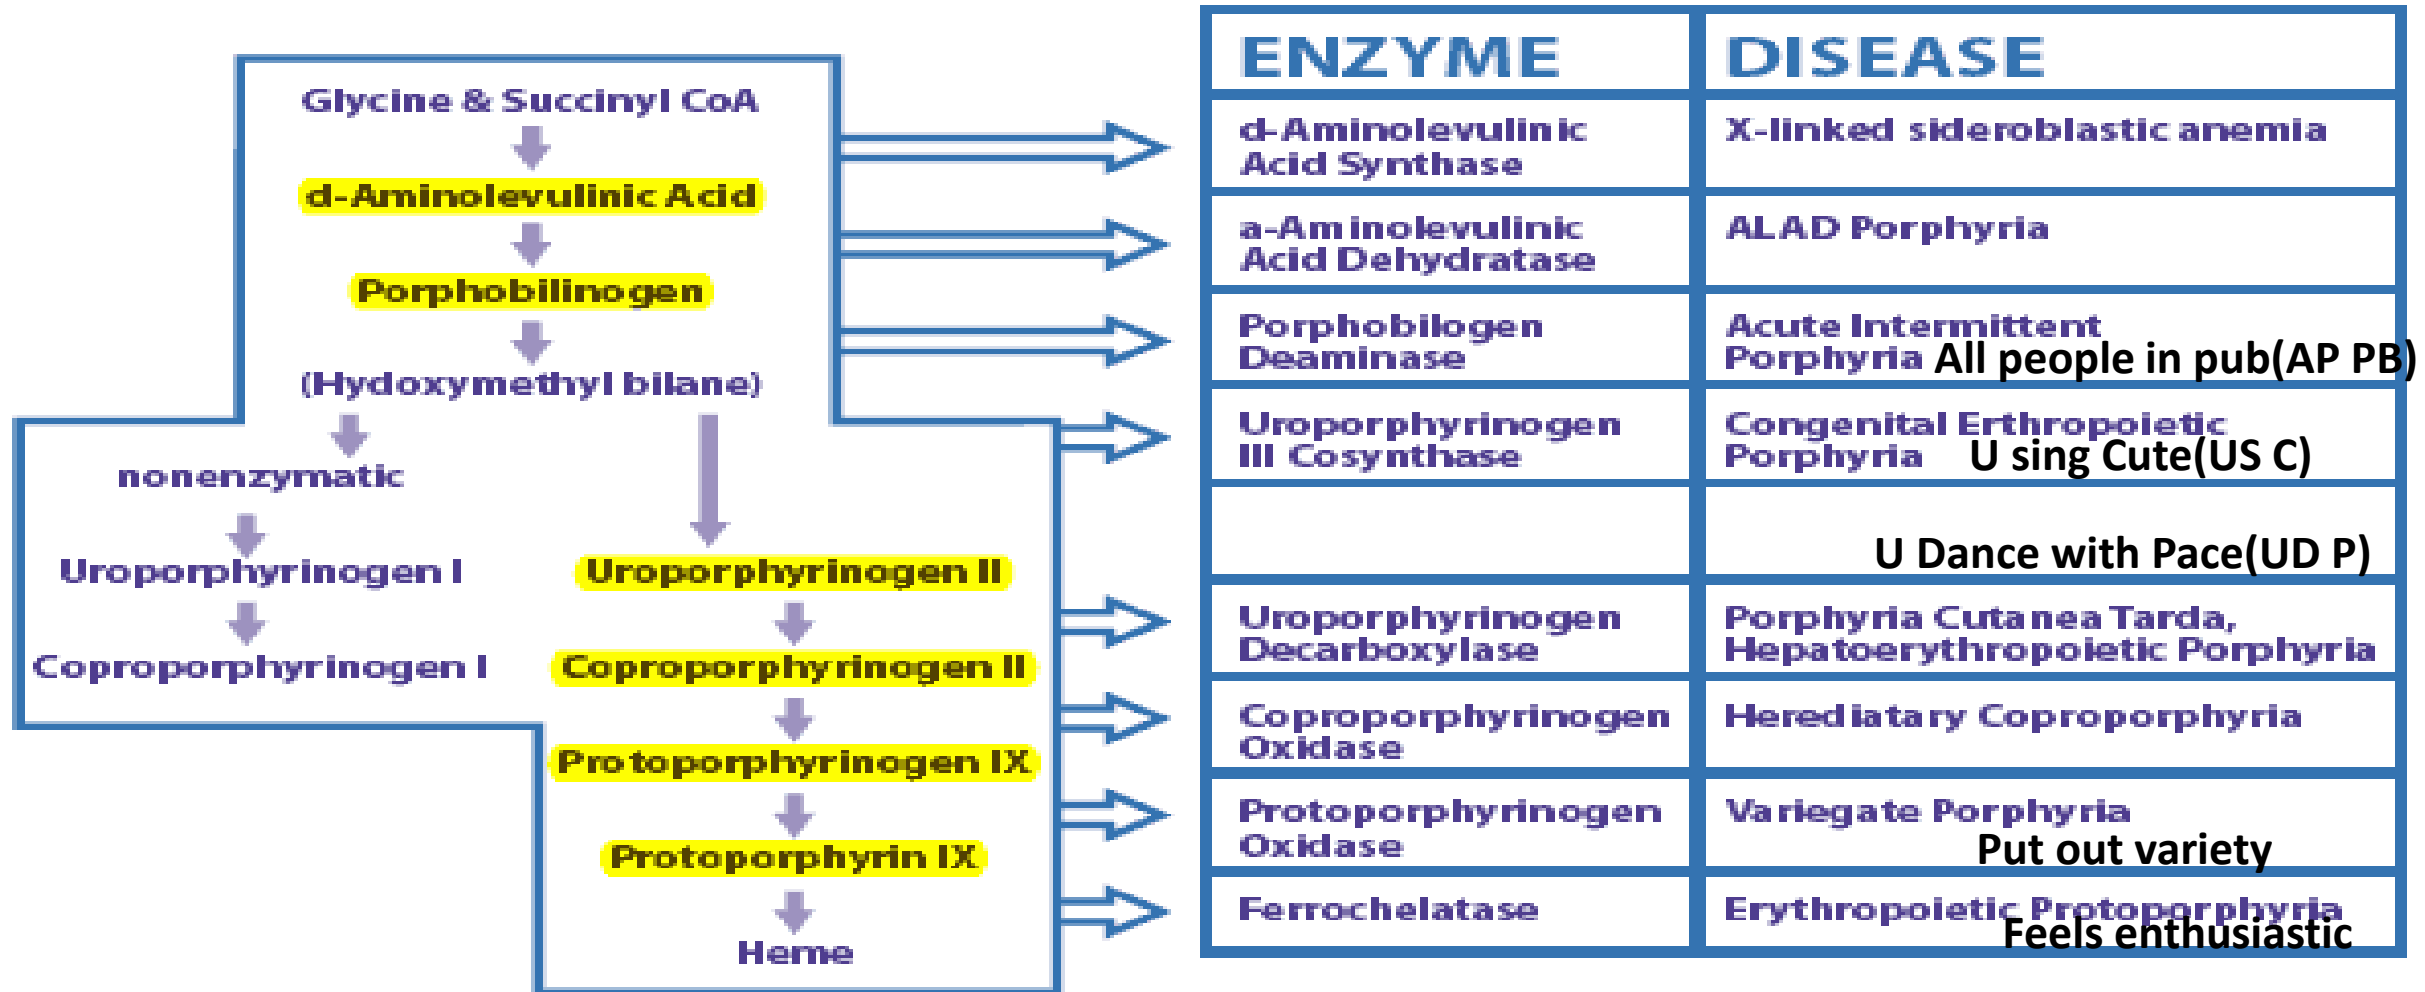 Glycine & Succinyl CoA
d-Aminolevulinic Acid
Porphobilinogen
(Hydoxymethyl bilane)
nonenzymatic
Uroporphyrinogen I
Coproporphyrinogen I
Uroporphyrinogen II
Coproporphyrinogen II
Protoporphyrinogen IX
Protoporphyrin IX
Heme
ENZYME
DISEASE
d-Aminolevulinic
Acid Synthase
X-linked sideroblastic anemia
a-Aminolevulinic
Acid Dehydratase
ALAD Porphyria
Porphobilogen
Deaminase
Acute Intermittent
Porphyria
All people in pub(AP PB)
Uroporphyrinogen
III Cosynthase
Congenital Erthropoietic
Porphyria
U sing Cute(US C)
U Dance with Pace(UD P)
Uroporphyrinogen
Decarboxylase
Porphyria Cutanea Tarda,
Hepatoerythropoietic Porphyria
Coproporphyrinogen
Oxidase
Herediatary Coproporphyria
Protoporphyrinogen
Oxidase
Variegate Porphyria
Put out variety
Ferrochelatase
Erythropoietic Protoporphyria
Feels enthusiastic